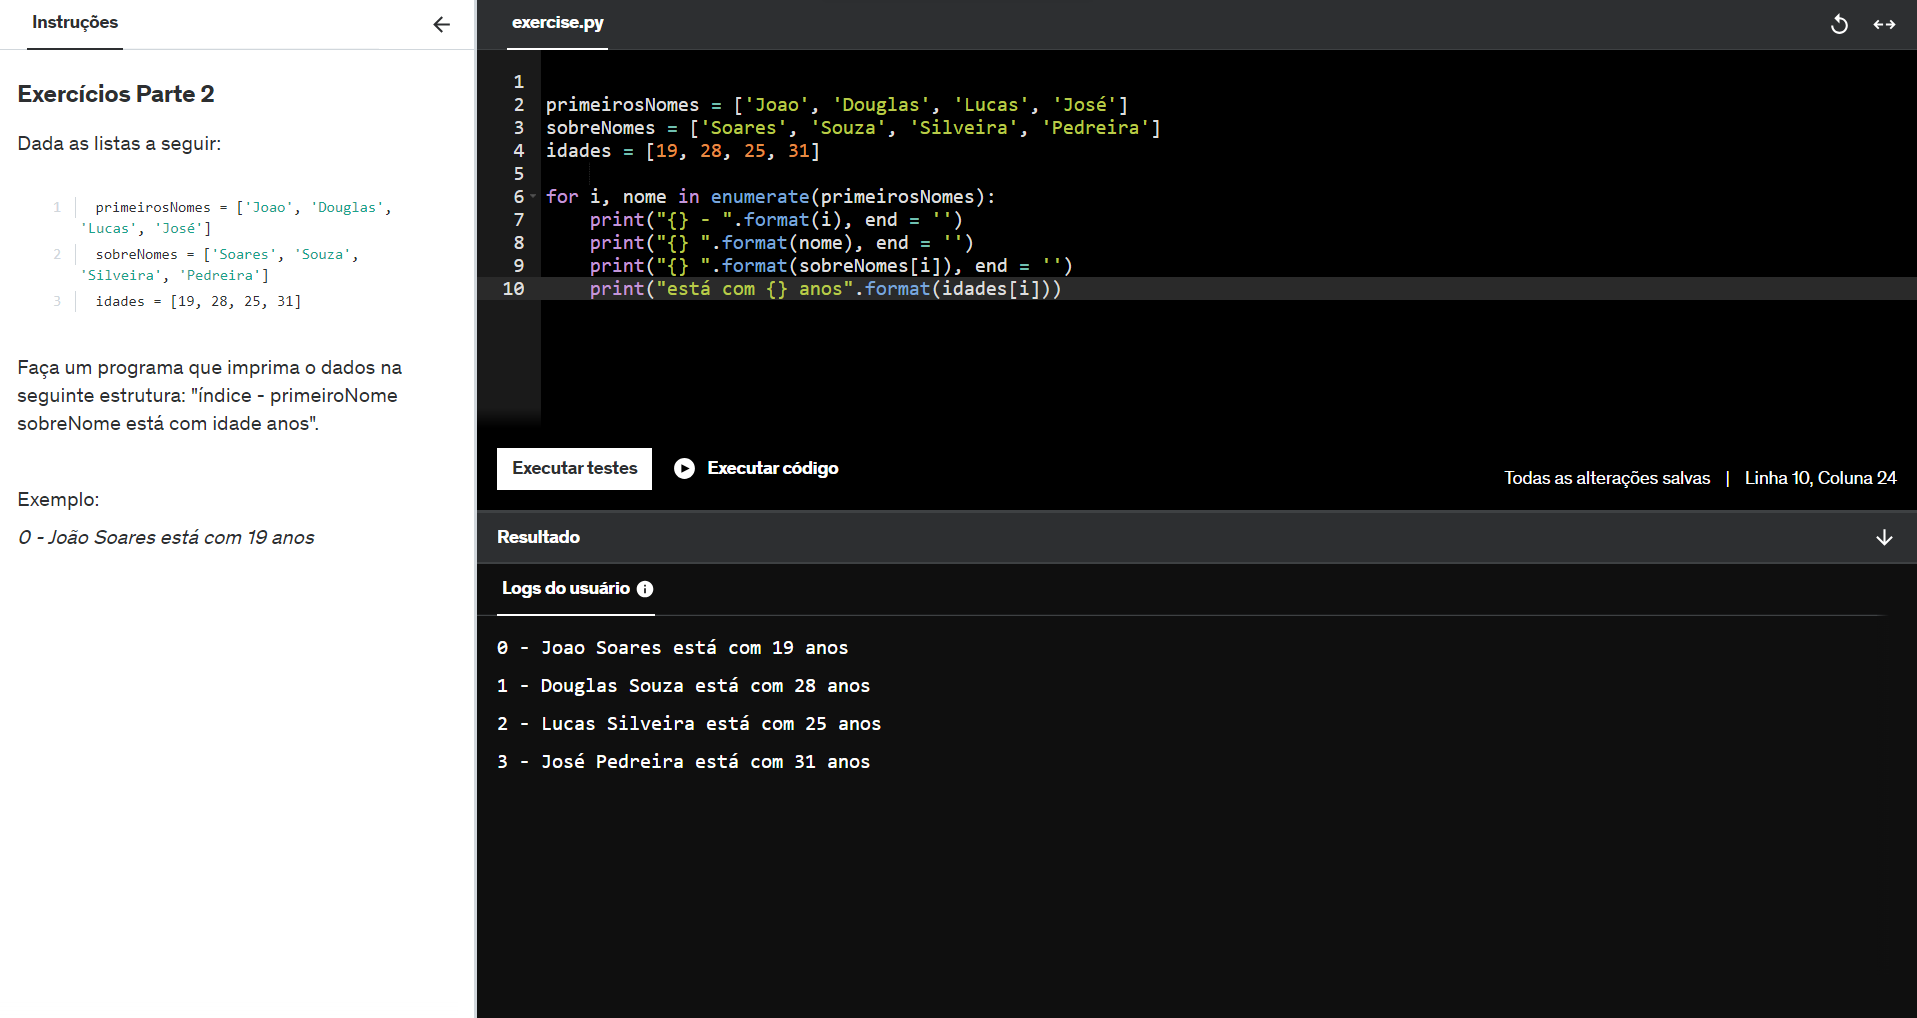 Instruções
Exercícios Parte 2
Dada as listas a seguir:
1 primeirosNomes = ['Joao', 'Douglas',
'Lucas', 'José']
2 sobreNomes = ['Soares', 'Souza',
'Silveira', 'Pedreira']
3 idades = [19, 28, 25, 31]
Faça um programa que imprima o dados na
seguinte estrutura: "índice - primeiroNome
sobreNome está com idade anos".
Exemplo:
0 - João Soares está com 19 anos
exercise.py
1
2 primeirosNomes = ['Joao', 'Douglas', 'Lucas', 'José']
3 sobreNomes = ['Soares', 'Souza', 'Silveira', 'Pedreira']
4 idades = [19, 28, 25, 31]
5
6 for i, nome in enumerate(primeirosNomes):
7 print("{} - ".format(i), end = '')
8 print("{} ".format(nome), end = '')
9 print("{} ".format(sobreNomes[i]), end = '')
10 print("está com {} anos".format(idades[i]))
Executar testes Executar código
Todas as alterações salvas | Linha 10, Coluna 24
Resultado
Logs do usuário
0 - Joao Soares está com 19 anos
1 - Douglas Souza está com 28 anos
2 - Lucas Silveira está com 25 anos
3 - José Pedreira está com 31 anos